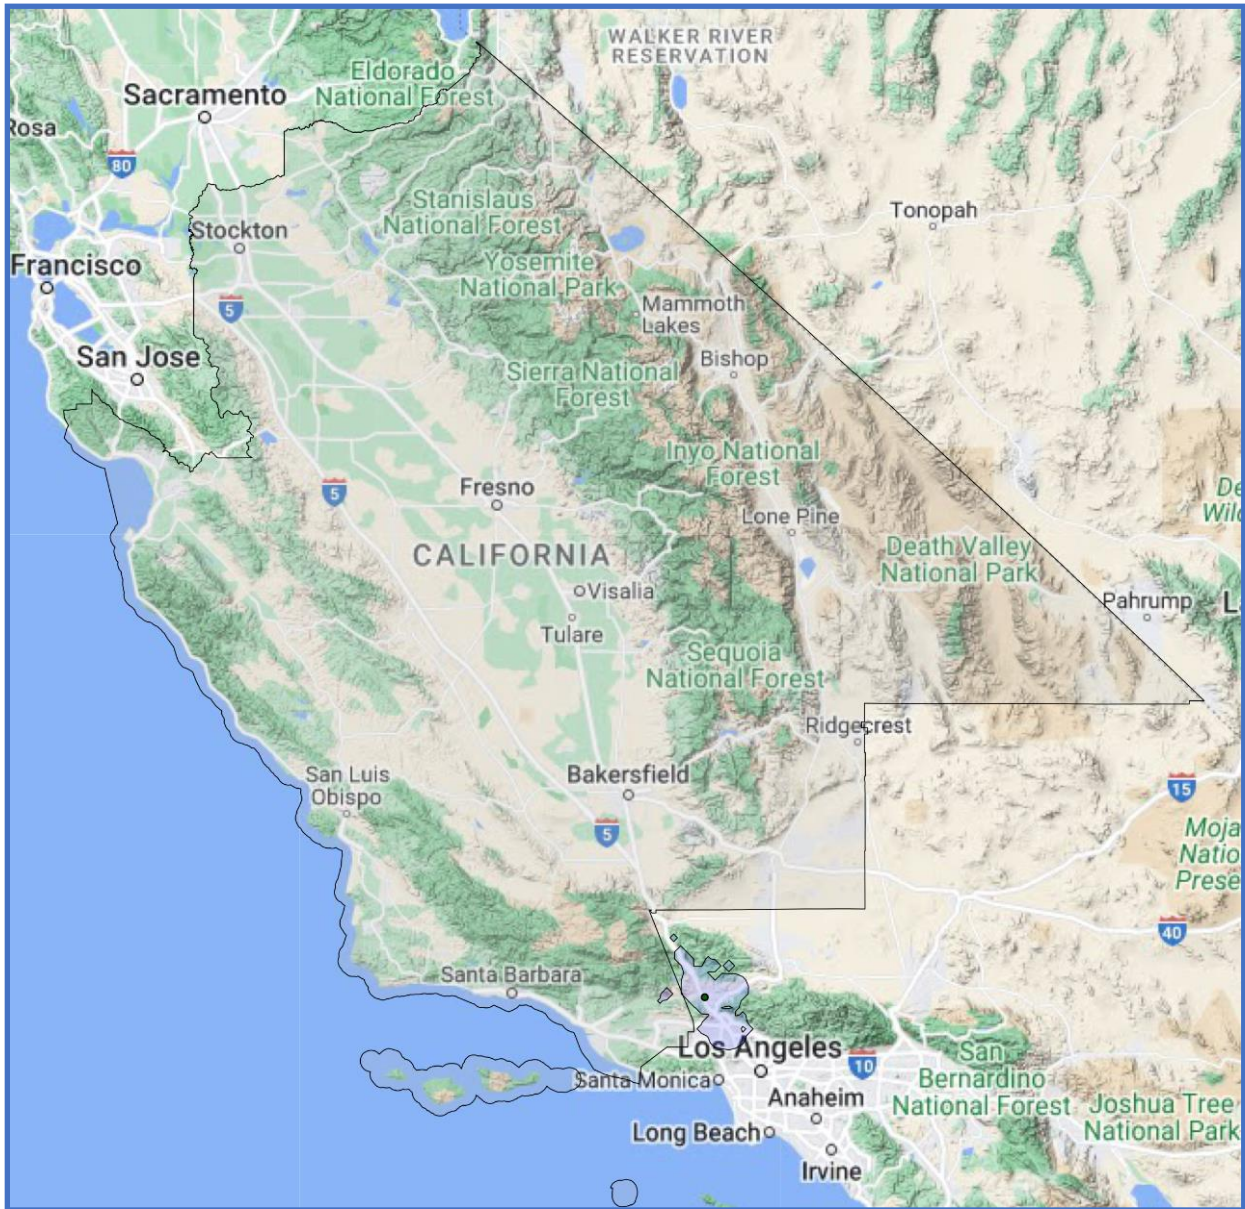 WALKER RIVER
RESERVATION
Eldorado
National Forest
Sacramento
Rosa
80
Stanislaus
National Forest
Tonopah
Stockton
Yosemite
National Park
Francisco
5
Mammoth
Lakes
San Jose
Bishop
Sierra National
Forest
Inyo National
Forest
5
Fresno
Lone Pine
CALIFORNIA
Death Valley
National Park
Visalia
Pahrump
Tulare
Sequoia
National Forest
Ridgecrest
San Luis
Obispo
Bakersfield
15
5
Moja
Natio
Prese
40
Santa Barbara
Los Angeles
10
San
Bernardino
National Forest
Santa Monica
Anaheim
Joshua Tree
National Park
Long Beach
Irvine